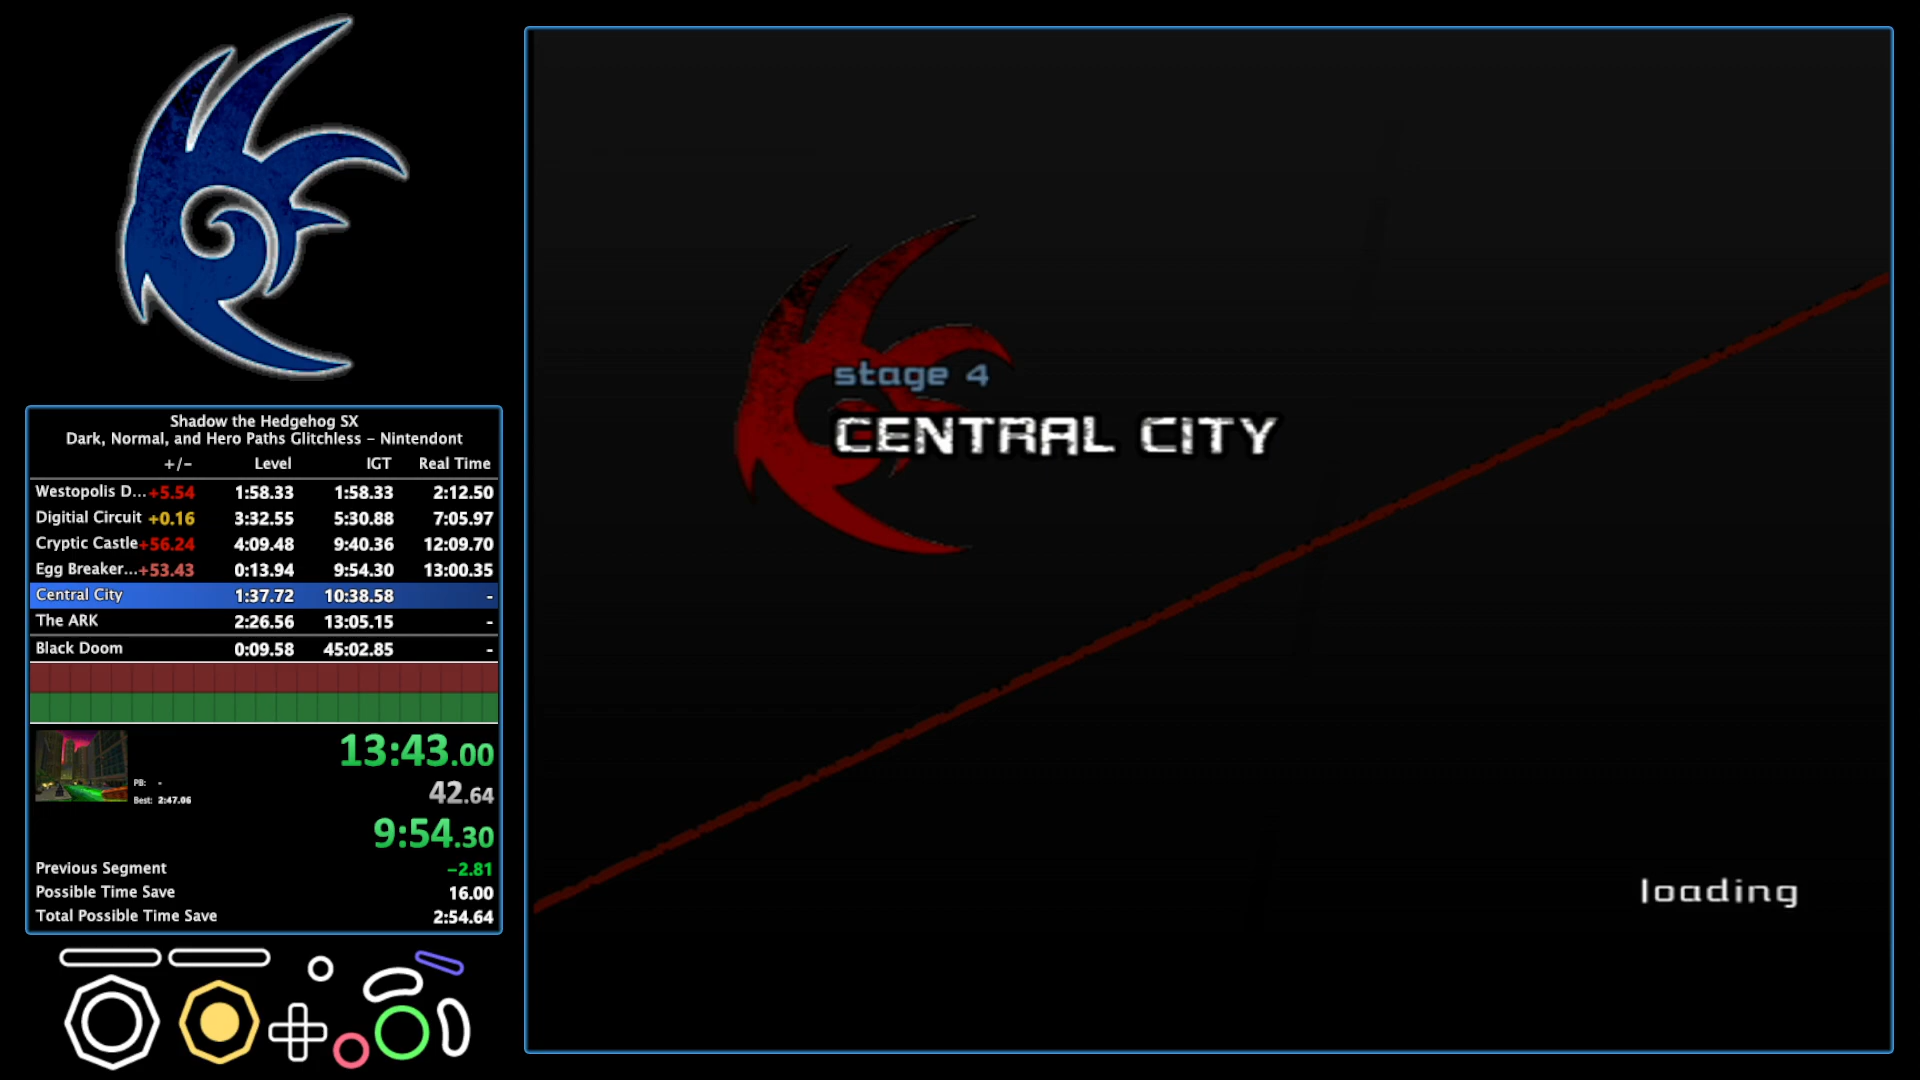 Shadow the Hedgehog SX
Dark, Normal, and Hero Paths Glitchless - Nintendont
+/- Level IGT Real Time
Westopolis D... +5.54 1:58.33 1:58.33 2:12.50
Digitial Circuit +0.16 3:32.55 5:30.88 7:05.97
Cryptic Castle +56.24 4:09.48 9:40.36 12:09.70
Egg Breaker... +53.43 0:13.94 9:54.30 13:00.35
Central City 1:37.72 10:38.58 -
The ARK 2:26.56 13:05.15 -
Black Doom 0:09.58 45:02.85 -
13:43.00
PB: -
42.64
Best: 2:47.06
9:54.30
Previous Segment -2.81
Possible Time Save 16.00
Total Possible Time Save 2:54.64
stage 4
CENTRAL CITY
loading